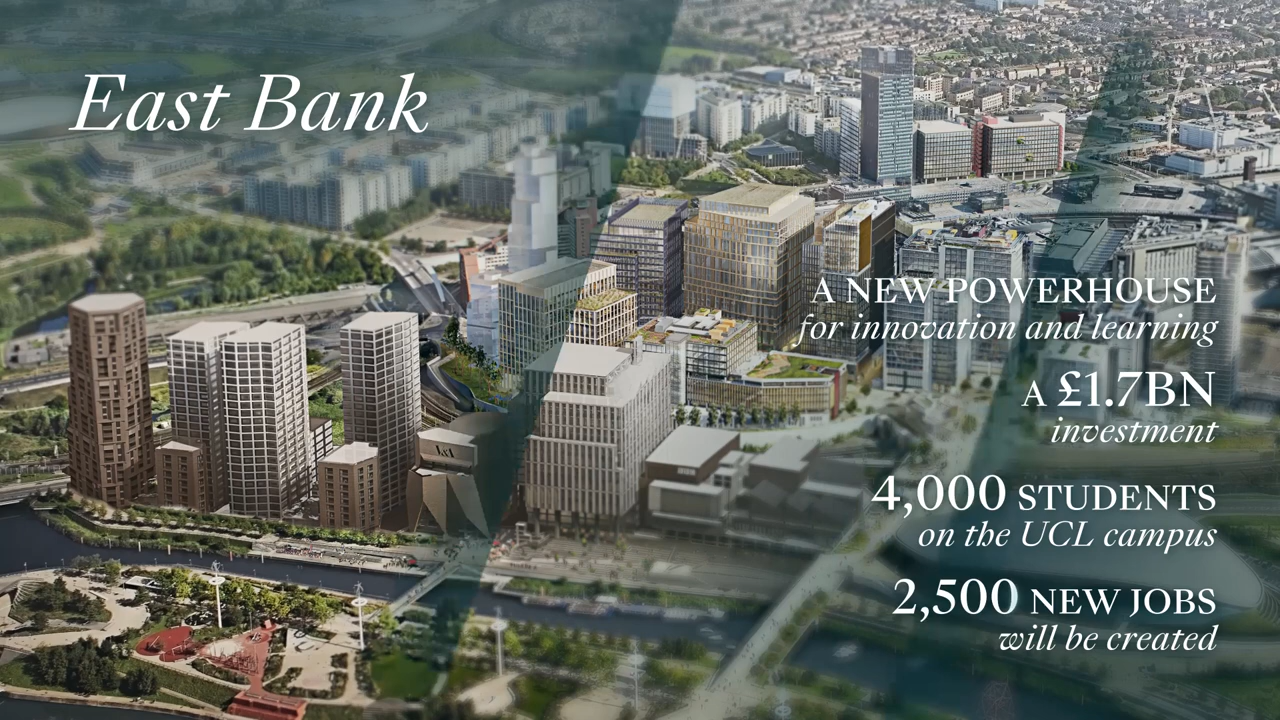 East Bank
A NEW POWERHOUSE
for innovation and learning
A £1.7BN
investment
V&A
4,000 STUDENTS
on the UCL campus
2,500 NEW JOBS
will be created